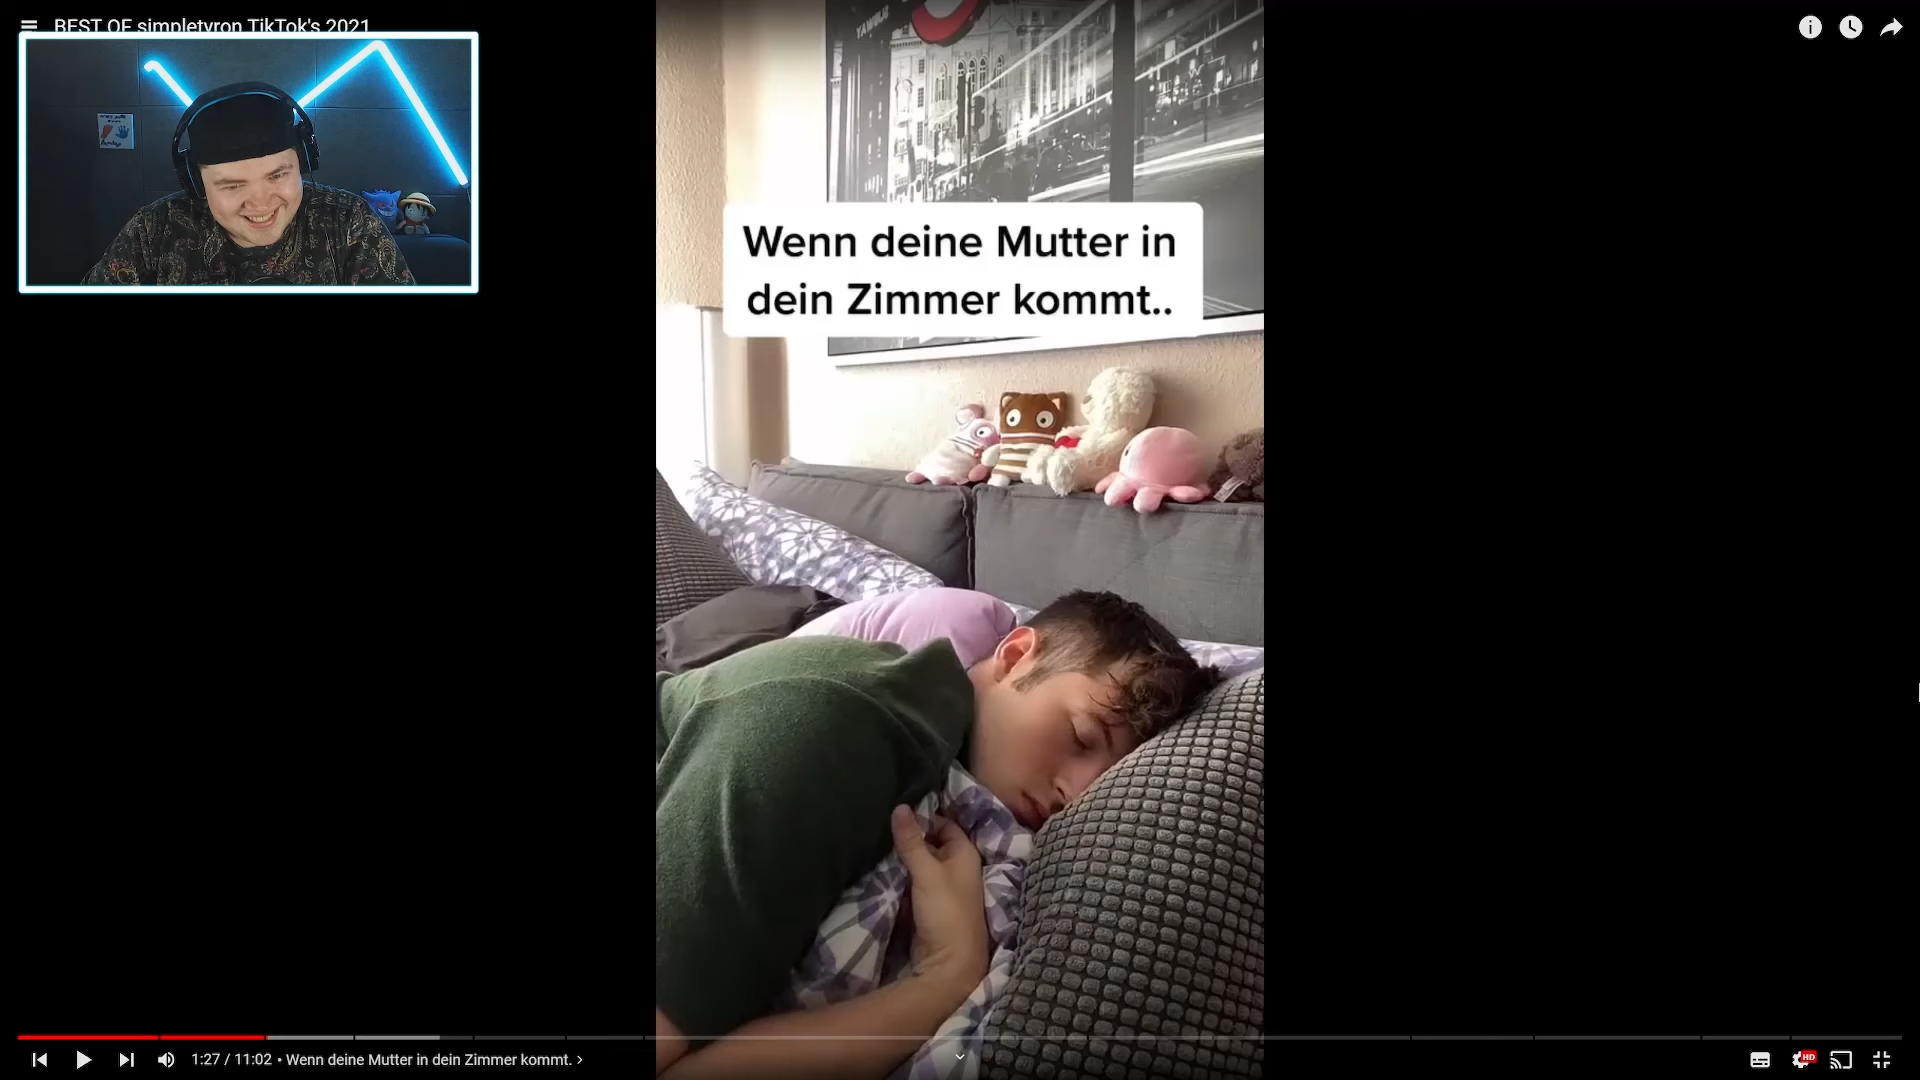 BEST OF simpletyron TikTok's 2021
Wenn deine Mutter in
dein Zimmer kommt..
1:27 / 11:02 • Wenn deine Mutter in dein Zimmer kommt. ›
HD